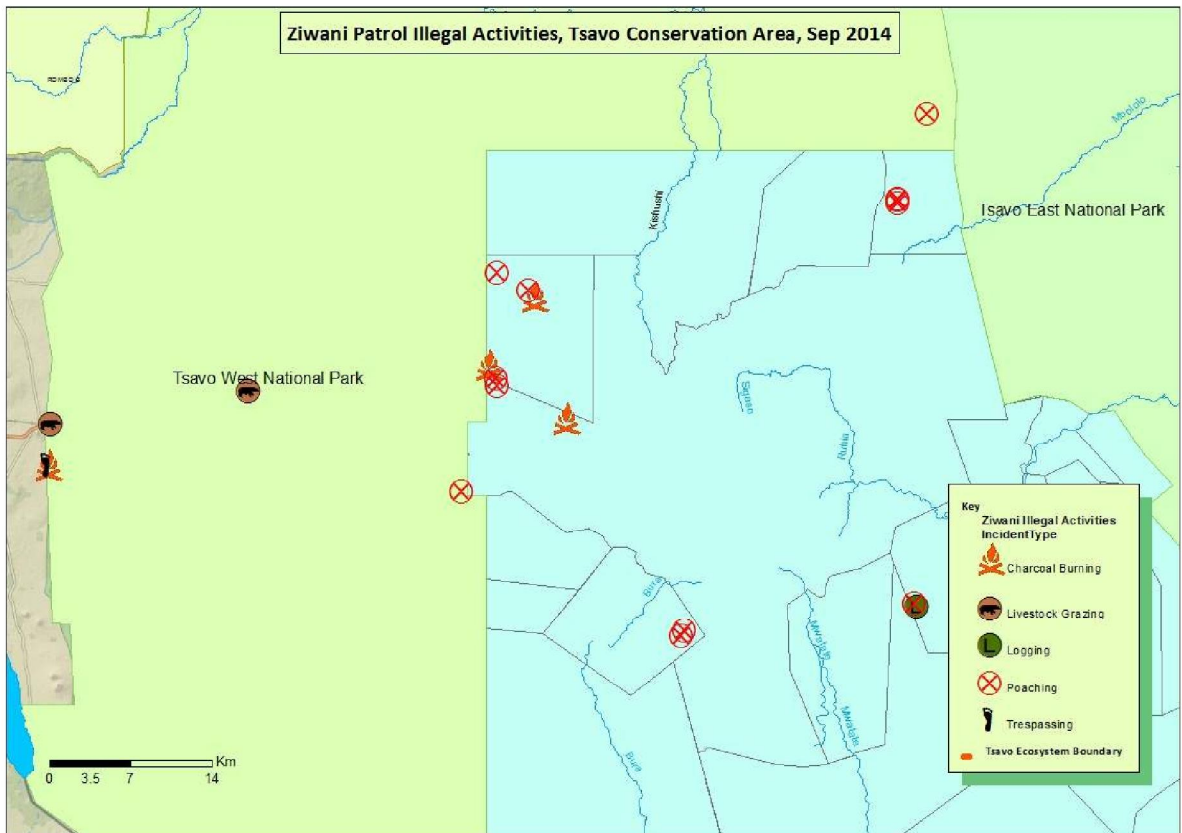 Ziwani Patrol Illegal Activities, Tsavo Conservation Area, Sep 2014
ROMBO B
Mbololo
Kishushi
Tsavo East National Park
Tsavo West National Park
Rukia
Bura
Mwatate
Mwatate
Bura
Key
Ziwani Illegal Activities
IncidentType
Charcoal Burning
Livestock Grazing
L Logging
Poaching
Trespassing
Tsavo Ecosystem Boundary
L
Km
0 3.5 7 14